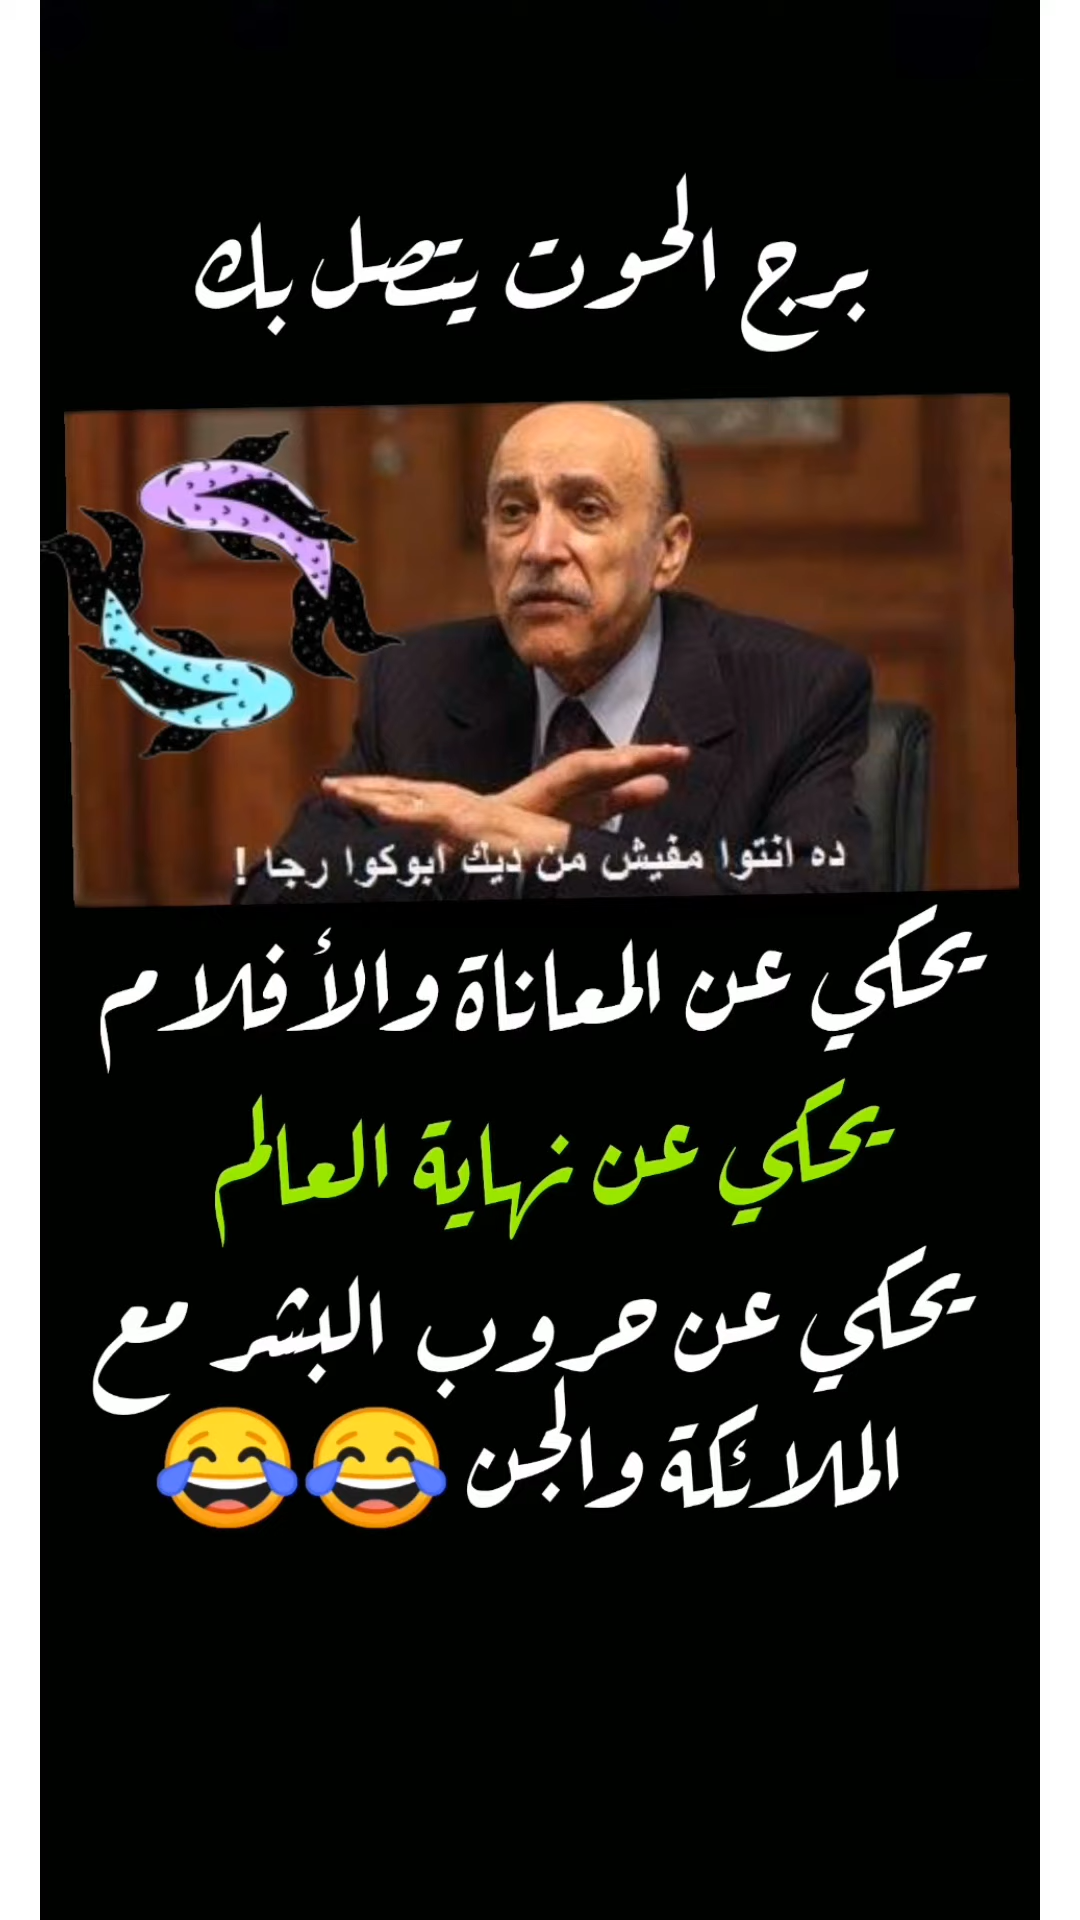 برج الحوت يتصل بك
ده انتوا مفيش من ديك ابوكوا رجا !
يحكي عن المعاناة والأفلام
يحكي عن نهاية العالم
يحكي عن حروب البشر مع
الملائكة والجن 😂😂